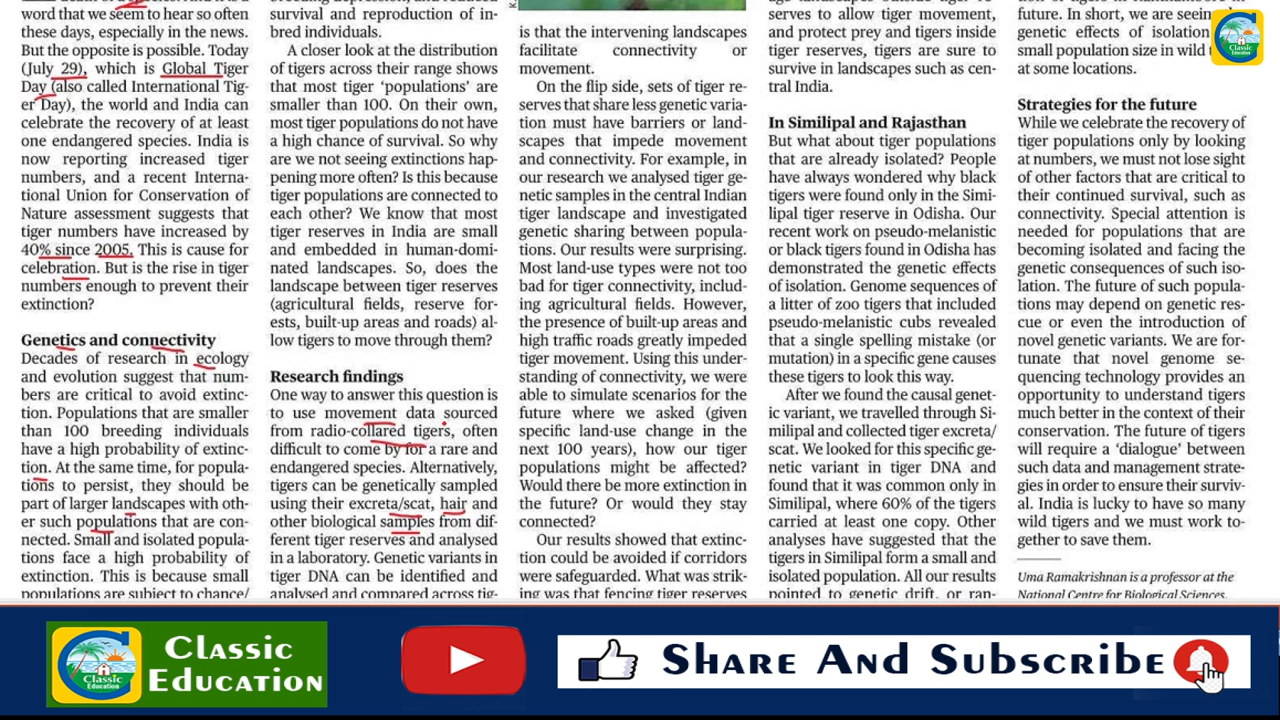 word that we seem to hear so often
these days, especially in the news.
But the opposite is possible. Today
(July 29), which is Global Tiger
Day (also called International Tig-
er Day), the world and India can
celebrate the recovery of at least
one endangered species. India is
now reporting increased tiger
numbers, and a recent Interna-
tional Union for Conservation of
Nature assessment suggests that
tiger numbers have increased by
40% since 2005. This is cause for
celebration. But is the rise in tiger
numbers enough to prevent their
extinction?
Genetics and connectivity
Decades of research in ecology
and evolution suggest that num-
bers are critical to avoid extinc-
tion. Populations that are smaller
than 100 breeding individuals
have a high probability of extinc-
tion. At the same time, for popula-
tions to persist, they should be
part of larger landscapes with oth-
er such populations that are con-
nected. Small and isolated popula-
tions face a high probability of
extinction. This is because small
populations are subject to chance/
survival and reproduction of in-
bred individuals.
A closer look at the distribution
of tigers across their range shows
that most tiger ‘populations’ are
smaller than 100. On their own,
most tiger populations do not have
a high chance of survival. So why
are we not seeing extinctions hap-
pening more often? Is this because
tiger populations are connected to
each other? We know that most
tiger reserves in India are small
and embedded in human-domi-
nated landscapes. So, does the
landscape between tiger reserves
(agricultural fields, reserve for-
ests, built-up areas and roads) al-
low tigers to move through them?
Research findings
One way to answer this question is
to use movement data sourced
from radio-collared tigers, often
difficult to come by for a rare and
endangered species. Alternatively,
tigers can be genetically sampled
using their excreta/scat, hair and
other biological samples from dif-
ferent tiger reserves and analysed
in a laboratory. Genetic variants in
tiger DNA can be identified and
analysed and compared across tig-
is that the intervening landscapes
facilitate connectivity or
movement.
On the flip side, sets of tiger re-
serves that share less genetic varia-
tion must have barriers or land-
scapes that impede movement
and connectivity. For example, in
our research we analysed tiger ge-
netic samples in the central Indian
tiger landscape and investigated
genetic sharing between popula-
tions. Our results were surprising.
Most land-use types were not too
bad for tiger connectivity, includ-
ing agricultural fields. However,
the presence of built-up areas and
high traffic roads greatly impeded
tiger movement. Using this under-
standing of connectivity, we were
able to simulate scenarios for the
future where we asked (given
specific land-use change in the
next 100 years), how our tiger
populations might be affected?
Would there be more extinction in
the future? Or would they stay
connected?
Our results showed that extinc-
tion could be avoided if corridors
were safeguarded. What was strik-
ing was that fencing tiger reserves
serves to allow tiger movement,
and protect prey and tigers inside
tiger reserves, tigers are sure to
survive in landscapes such as cen-
tral India.
In Similipal and Rajasthan
But what about tiger populations
that are already isolated? People
have always wondered why black
tigers were found only in the Simi-
lipal tiger reserve in Odisha. Our
recent work on pseudo-melanistic
or black tigers found in Odisha has
demonstrated the genetic effects
of isolation. Genome sequences of
a litter of zoo tigers that included
pseudo-melanistic cubs revealed
that a single spelling mistake (or
mutation) in a specific gene causes
these tigers to look this way.
After we found the causal genet-
ic variant, we travelled through Si-
milipal and collected tiger excreta/
scat. We looked for this specific ge-
netic variant in tiger DNA and
found that it was common only in
Similipal, where 60% of the tigers
carried at least one copy. Other
analyses have suggested that the
tigers in Similipal form a small and
isolated population. All our results
pointed to genetic drift, or ran-
future. In short, we are seeing
genetic effects of isolation
small population size in wild
at some locations.
Strategies for the future
While we celebrate the recovery of
tiger populations only by looking
at numbers, we must not lose sight
of other factors that are critical to
their continued survival, such as
connectivity. Special attention is
needed for populations that are
becoming isolated and facing the
genetic consequences of such iso-
lation. The future of such popula-
tions may depend on genetic res-
cue or even the introduction of
novel genetic variants. We are for-
tunate that novel genome se-
quencing technology provides an
opportunity to understand tigers
much better in the context of their
conservation. The future of tigers
will require a ‘dialogue’ between
such data and management strate-
gies in order to ensure their surviv-
al. India is lucky to have so many
wild tigers and we must work to-
gether to save them.
Uma Ramakrishnan is a professor at the
National Centre for Biological Sciences.
Classic
Education
Classic
Education
Classic
Education
Share And Subscribe